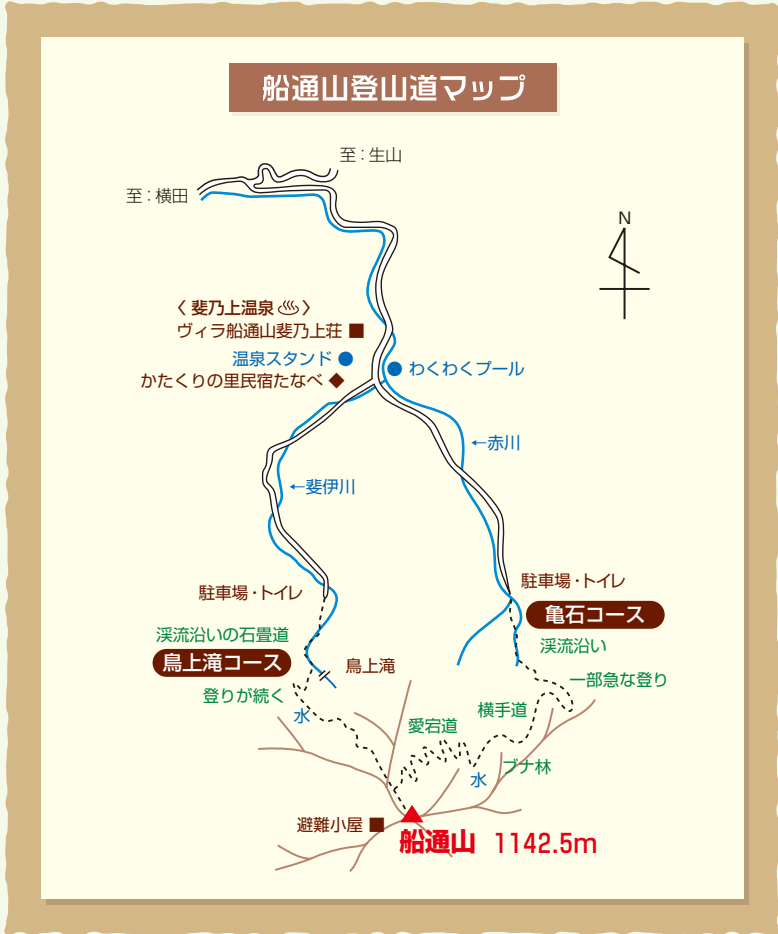 船通山登山道マップ
至：生山
至：横田
N
〈 斐乃上温泉♨ 〉
ヴィラ船通山斐乃上荘 ■
温泉スタンド ●
かたくりの里民宿たなべ ◆
● わくわくプール
←赤川
←斐伊川
駐車場・トイレ
駐車場・トイレ
亀石コース
渓流沿いの石畳道
渓流沿い
鳥上滝コース
鳥上滝
一部急な登り
登りが続く
横手道
水
愛宕道
ブナ林
水
避難小屋 ■
船通山 1142.5m